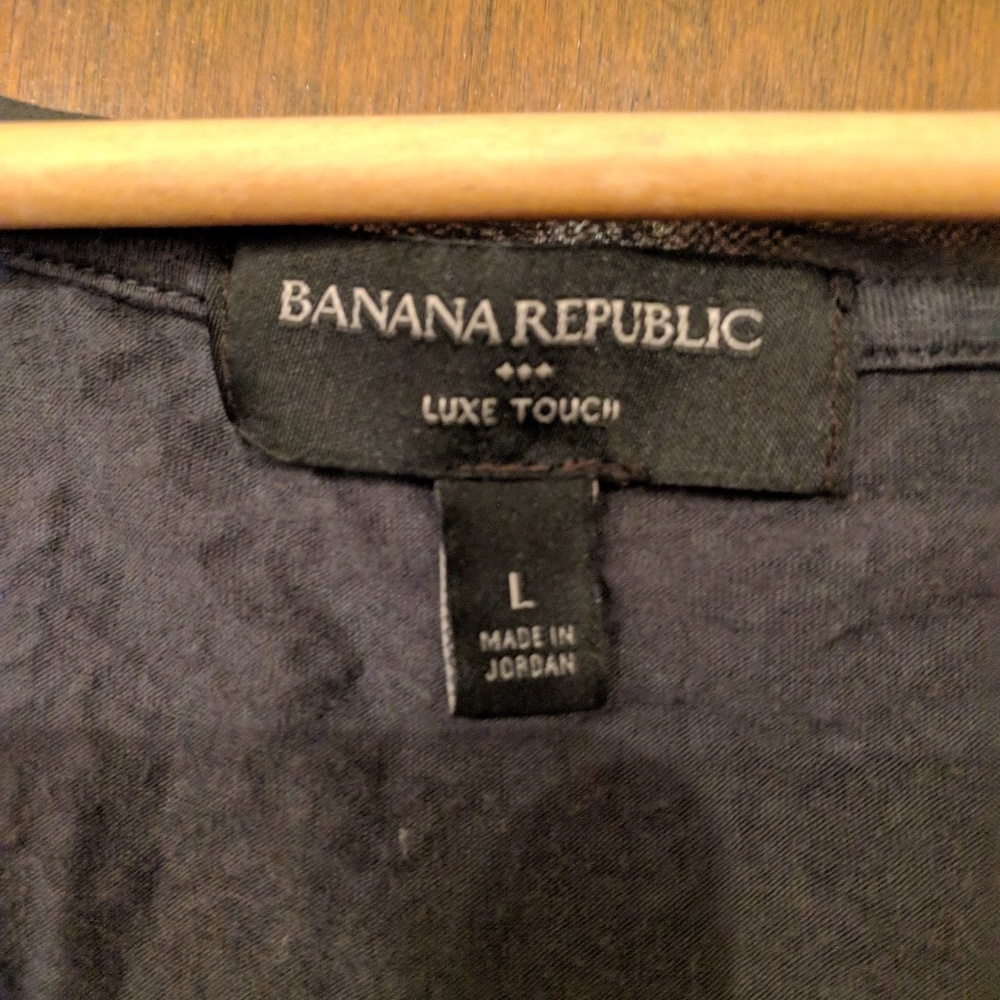 BANANA REPUBLIC
LUXE TOUCH
L
MADE IN
JORDAN